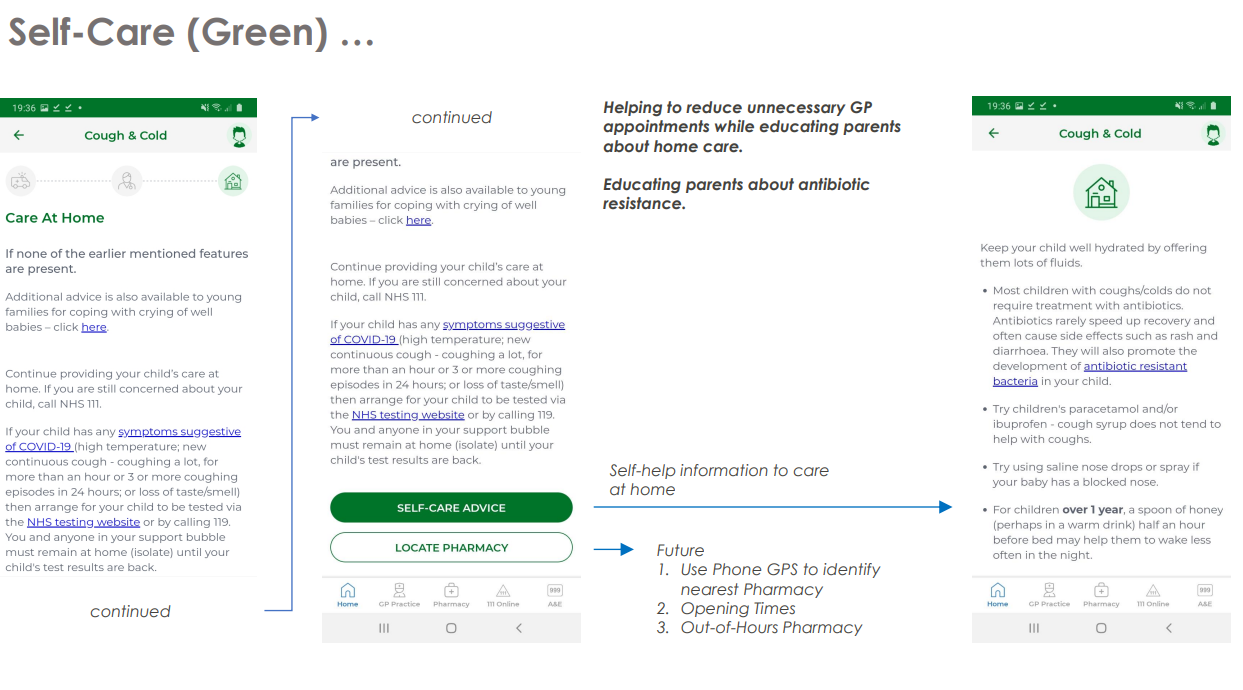 Self-Care (Green) …
19:36
Cough & Cold
Care At Home
If none of the earlier mentioned features
are present.
Additional advice is also available to young
families for coping with crying of well
babies – click here.
Continue providing your child's care at
home. If you are still concerned about your
child, call NHS 111.
If your child has any symptoms suggestive
of COVID-19 (high temperature; new
continuous cough - coughing a lot, for
more than an hour or 3 or more coughing
episodes in 24 hours; or loss of taste/smell)
then arrange for your child to be tested via
the NHS testing website or by calling 119.
You and anyone in your support bubble
must remain at home (isolate) until your
child's test results are back.
continued
continued
are present.
Additional advice is also available to young
families for coping with crying of well
babies – click here.
Continue providing your child's care at
home. If you are still concerned about your
child, call NHS 111.
If your child has any symptoms suggestive
of COVID-19 (high temperature; new
continuous cough - coughing a lot, for
more than an hour or 3 or more coughing
episodes in 24 hours; or loss of taste/smell)
then arrange for your child to be tested via
the NHS testing website or by calling 119.
You and anyone in your support bubble
must remain at home (isolate) until your
child's test results are back.
SELF-CARE ADVICE
LOCATE PHARMACY
999
Home GP Practice Pharmacy 111 Online A&E
Helping to reduce unnecessary GP
appointments while educating parents
about home care.
Educating parents about antibiotic
resistance.
Self-help information to care
at home
Future
1. Use Phone GPS to identify
nearest Pharmacy
2. Opening Times
3. Out-of-Hours Pharmacy
19:36
Cough & Cold
Keep your child well hydrated by offering
them lots of fluids.
• Most children with coughs/colds do not
require treatment with antibiotics.
Antibiotics rarely speed up recovery and
often cause side effects such as rash and
diarrhoea. They will also promote the
development of antibiotic resistant
bacteria in your child.
• Try children's paracetamol and/or
ibuprofen - cough syrup does not tend to
help with coughs.
• Try using saline nose drops or spray if
your baby has a blocked nose.
• For children over 1 year, a spoon of honey
(perhaps in a warm drink) half an hour
before bed may help them to wake less
often in the night.
999
Home GP Practice Pharmacy 111 Online A&E